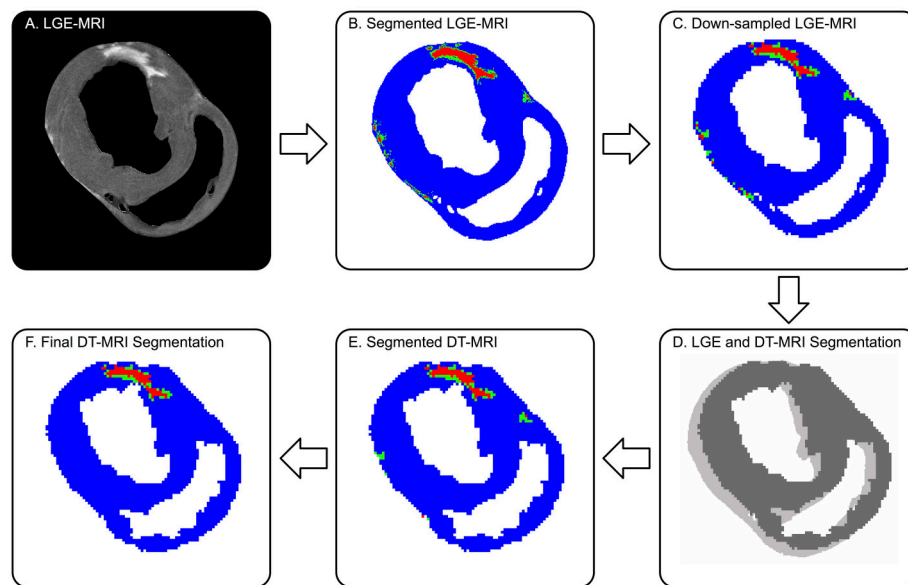 A. LGE-MRI
B. Segmented LGE-MRI
C. Down-sampled LGE-MRI
F. Final DT-MRI Segmentation
E. Segmented DT-MRI
D. LGE and DT-MRI Segmentation